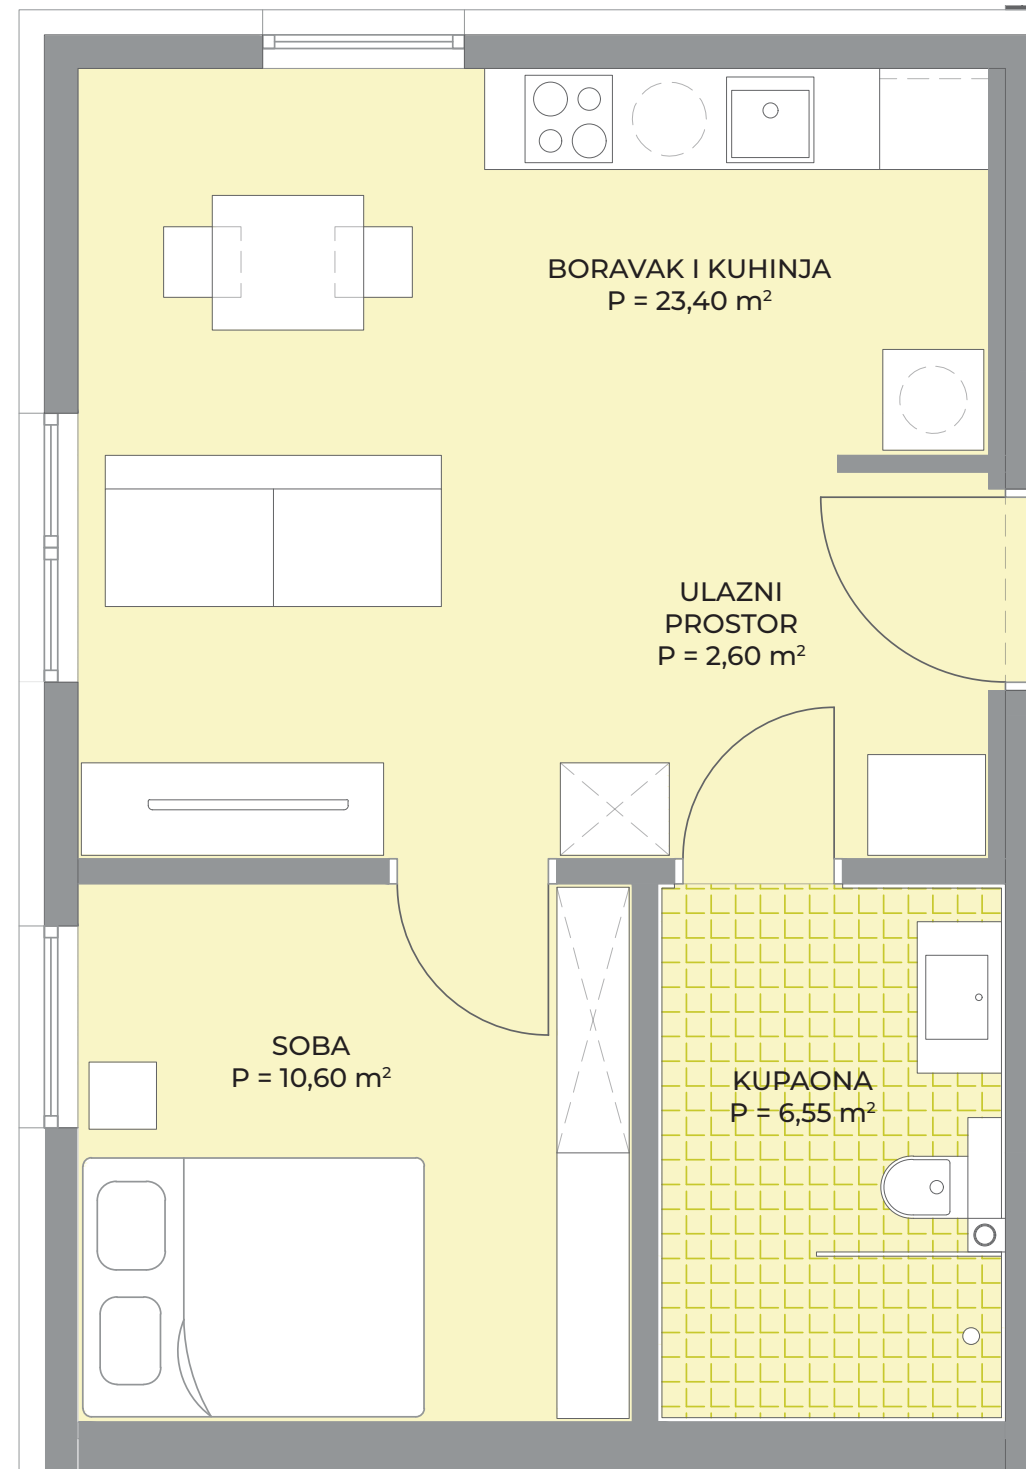 BORAVAK I KUHINJA
P = 23,40 m²
ULAZNI
PROSTOR
P = 2,60 m²
SOBA
P = 10,60 m²
KUPAONA
P = 6,55 m²